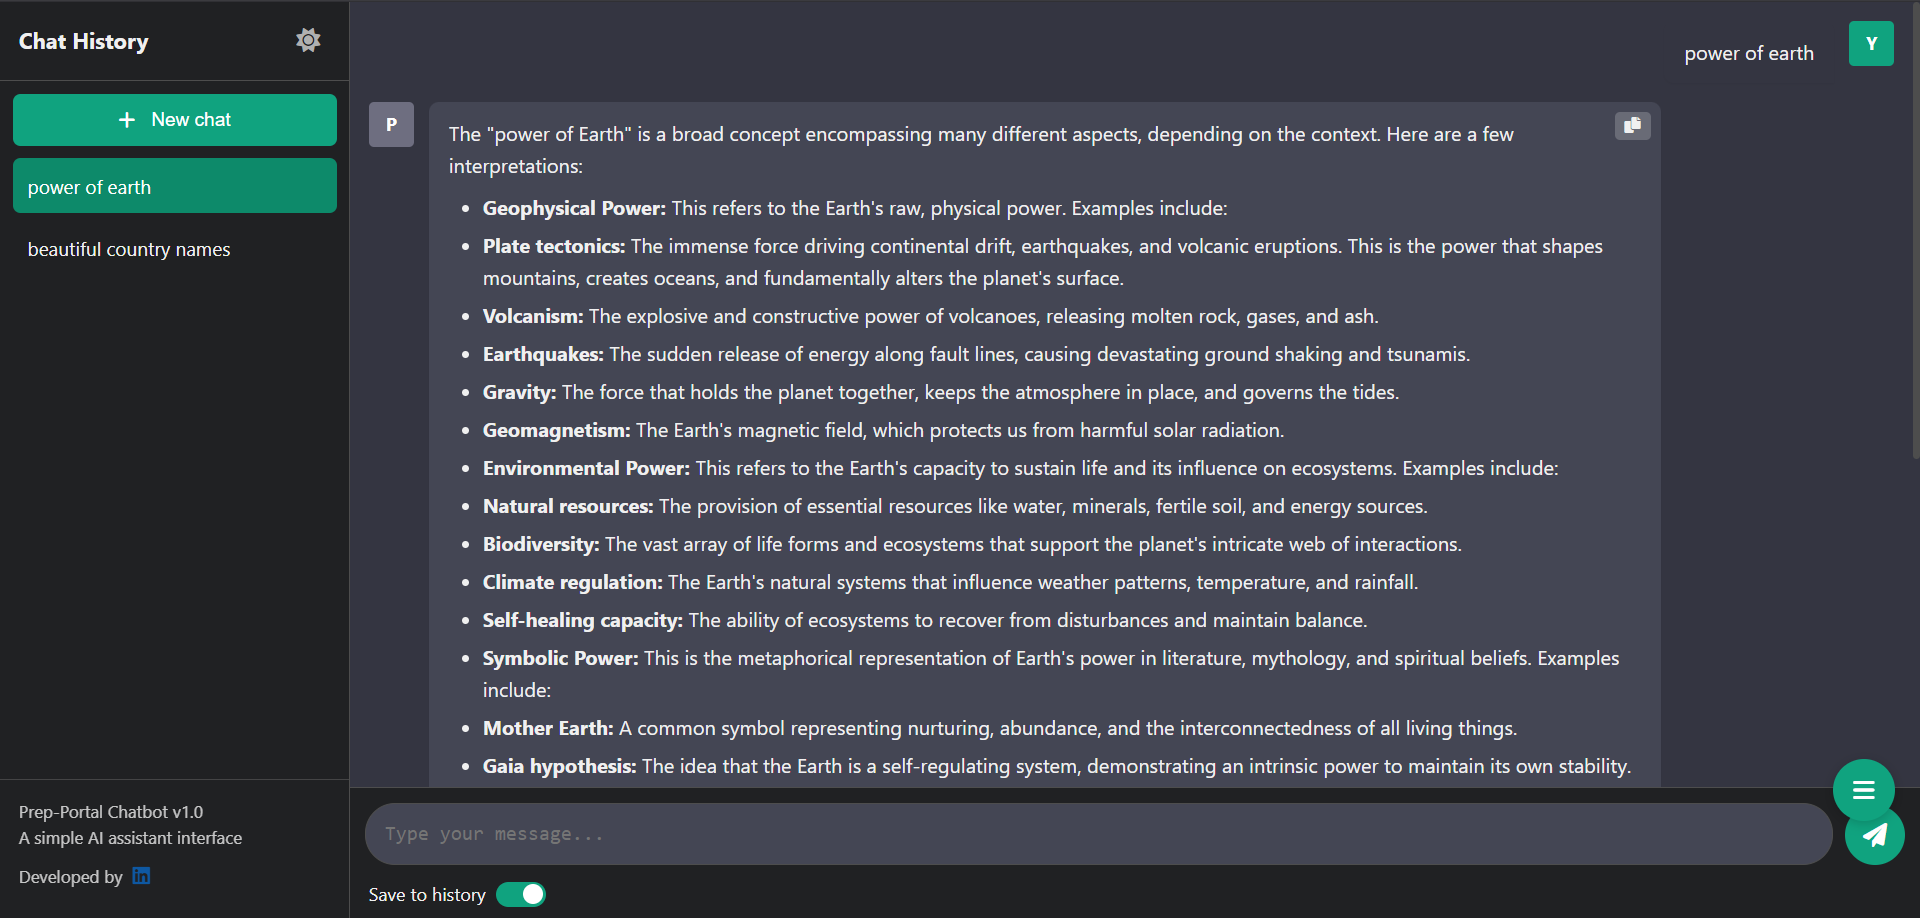 Chat History
New chat
power of earth
beautiful country names
Prep-Portal Chatbot v1.0
A simple AI assistant interface
Developed by in
power of earth
Y
P
The "power of Earth" is a broad concept encompassing many different aspects, depending on the context. Here are a few
interpretations:
• Geophysical Power: This refers to the Earth's raw, physical power. Examples include:
• Plate tectonics: The immense force driving continental drift, earthquakes, and volcanic eruptions. This is the power that shapes
mountains, creates oceans, and fundamentally alters the planet's surface.
• Volcanism: The explosive and constructive power of volcanoes, releasing molten rock, gases, and ash.
• Earthquakes: The sudden release of energy along fault lines, causing devastating ground shaking and tsunamis.
• Gravity: The force that holds the planet together, keeps the atmosphere in place, and governs the tides.
• Geomagnetism: The Earth's magnetic field, which protects us from harmful solar radiation.
• Environmental Power: This refers to the Earth's capacity to sustain life and its influence on ecosystems. Examples include:
• Natural resources: The provision of essential resources like water, minerals, fertile soil, and energy sources.
• Biodiversity: The vast array of life forms and ecosystems that support the planet's intricate web of interactions.
• Climate regulation: The Earth's natural systems that influence weather patterns, temperature, and rainfall.
• Self-healing capacity: The ability of ecosystems to recover from disturbances and maintain balance.
• Symbolic Power: This is the metaphorical representation of Earth's power in literature, mythology, and spiritual beliefs. Examples
include:
• Mother Earth: A common symbol representing nurturing, abundance, and the interconnectedness of all living things.
• Gaia hypothesis: The idea that the Earth is a self-regulating system, demonstrating an intrinsic power to maintain its own stability.
Type your message...
Save to history